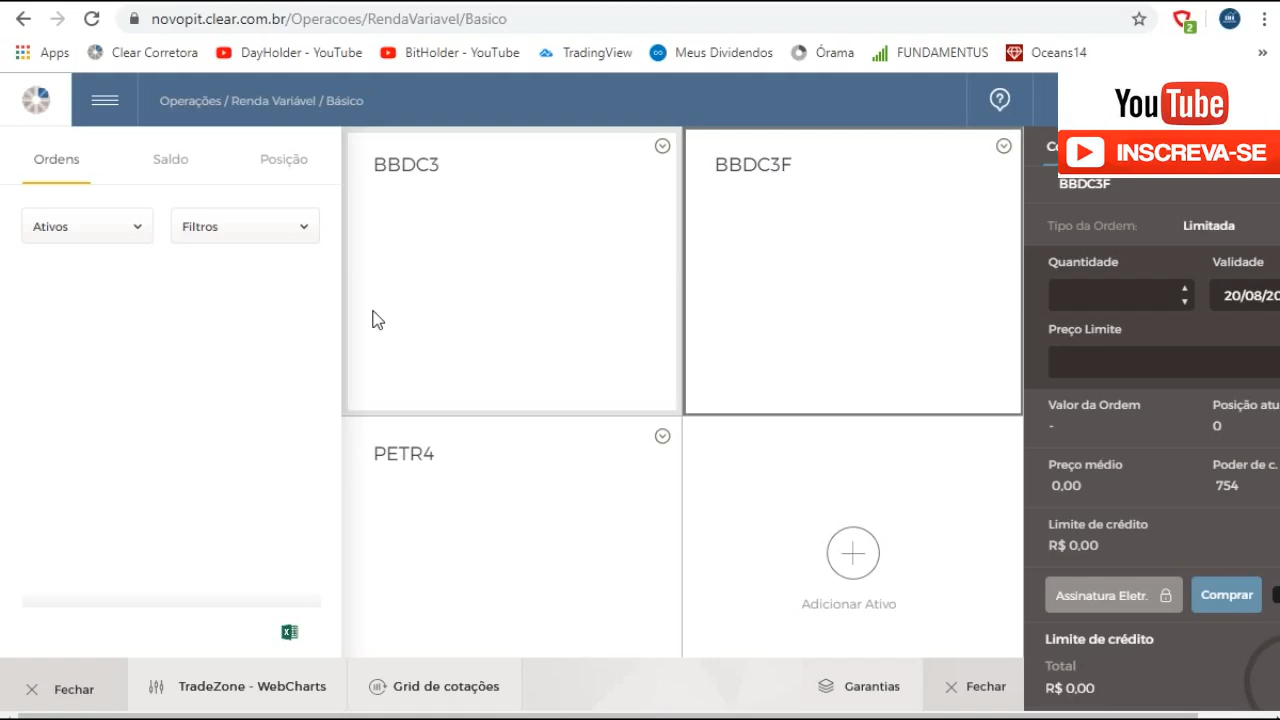 novopit.clear.com.br/Operacoes/RendaVariavel/Basico
2
Apps
Clear Corretora
DayHolder - YouTube
BitHolder - YouTube
TradingView
Meus Dividendos
Órama
FUNDAMENTUS
Oceans14
»
Operações / Renda Variável / Básico
YouTube
INSCREVA-SE
Ordens
Saldo
Posição
Ativos
Filtros
BBDC3
BBDC3F
PETR4
Adicionar Ativo
BBDC3F
Tipo da Ordem:
Limitada
Quantidade
Validade
20/08/20
Preço Limite
Valor da Ordem
Posição atu
-
0
Preço médio
Poder de c.
0,00
754
Limite de crédito
R$ 0,00
Assinatura Eletr.
Comprar
Limite de crédito
Total
R$ 0,00
Fechar
TradeZone - WebCharts
Grid de cotações
Garantias
Fechar